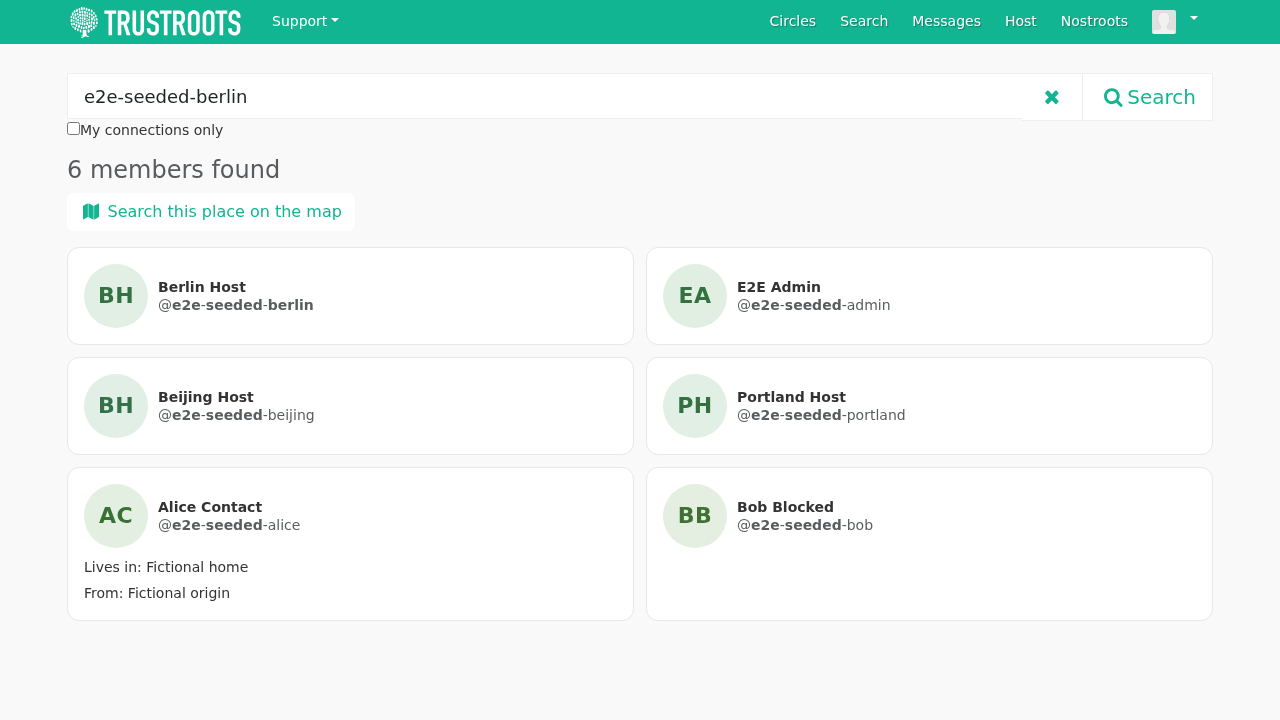 TRUSTROOTS Support Circles Search Messages Host Nostroots
e2e-seeded-berlin Search
My connections only
6 members found
Search this place on the map
BH Berlin Host
@e2e-seeded-berlin
EA E2E Admin
@e2e-seeded-admin
BH Beijing Host
@e2e-seeded-beijing
PH Portland Host
@e2e-seeded-portland
AC Alice Contact
@e2e-seeded-alice
Lives in: Fictional home
From: Fictional origin
BB Bob Blocked
@e2e-seeded-bob